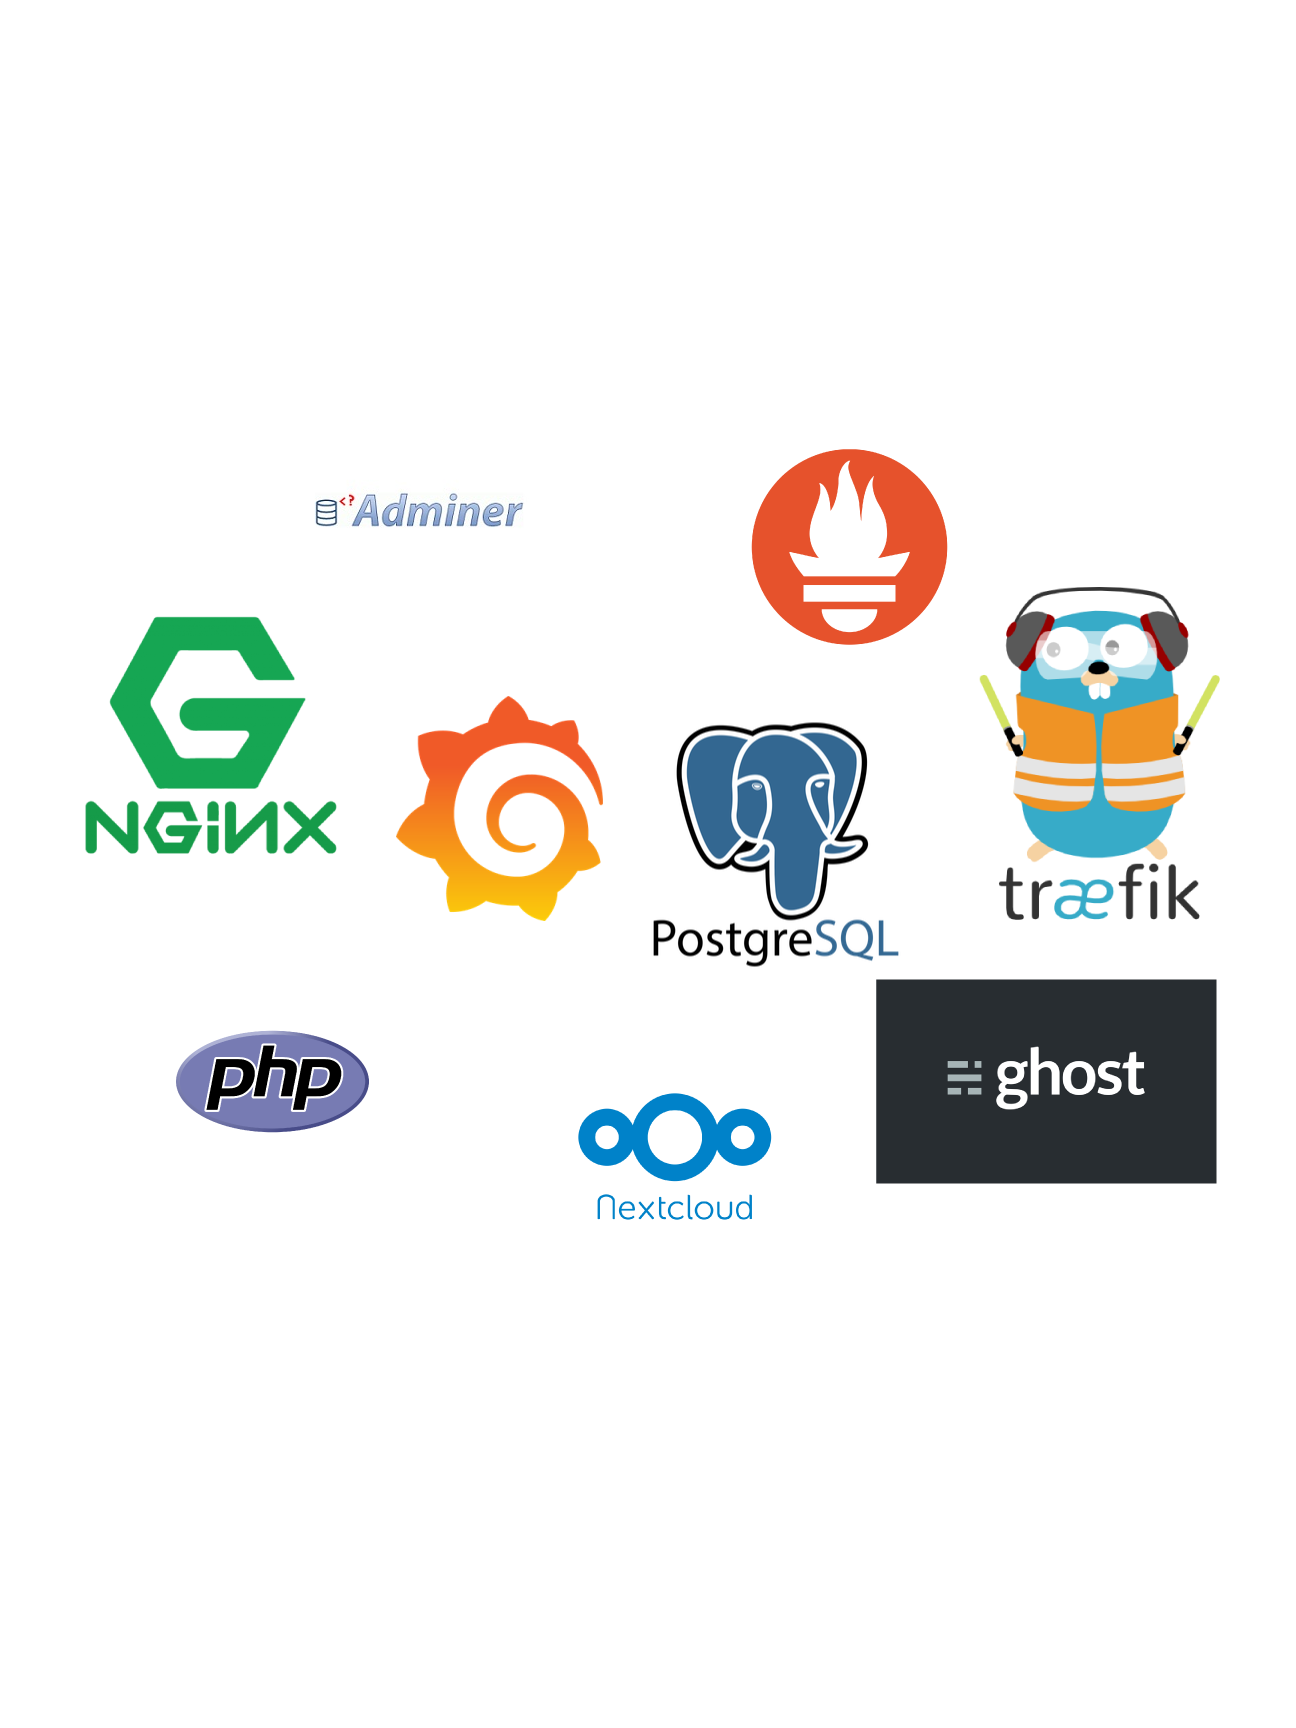 <? Adminer
NGiNX
PostgreSQL
træfik
php
ghost
Nextcloud